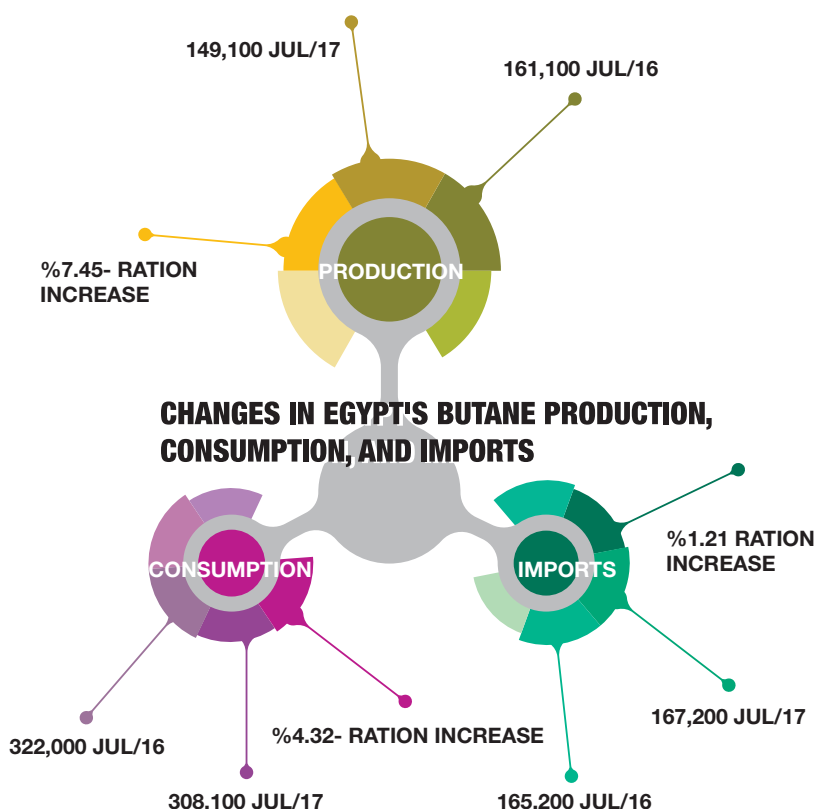 149,100 JUL/17
161,100 JUL/16
%7.45- RATION
INCREASE
PRODUCTION
CHANGES IN EGYPT'S BUTANE PRODUCTION,
CONSUMPTION, AND IMPORTS
CONSUMPTION
IMPORTS
%1.21 RATION
INCREASE
322,000 JUL/16
%4.32- RATION INCREASE
167,200 JUL/17
308,100 JUL/17
165,200 JUL/16